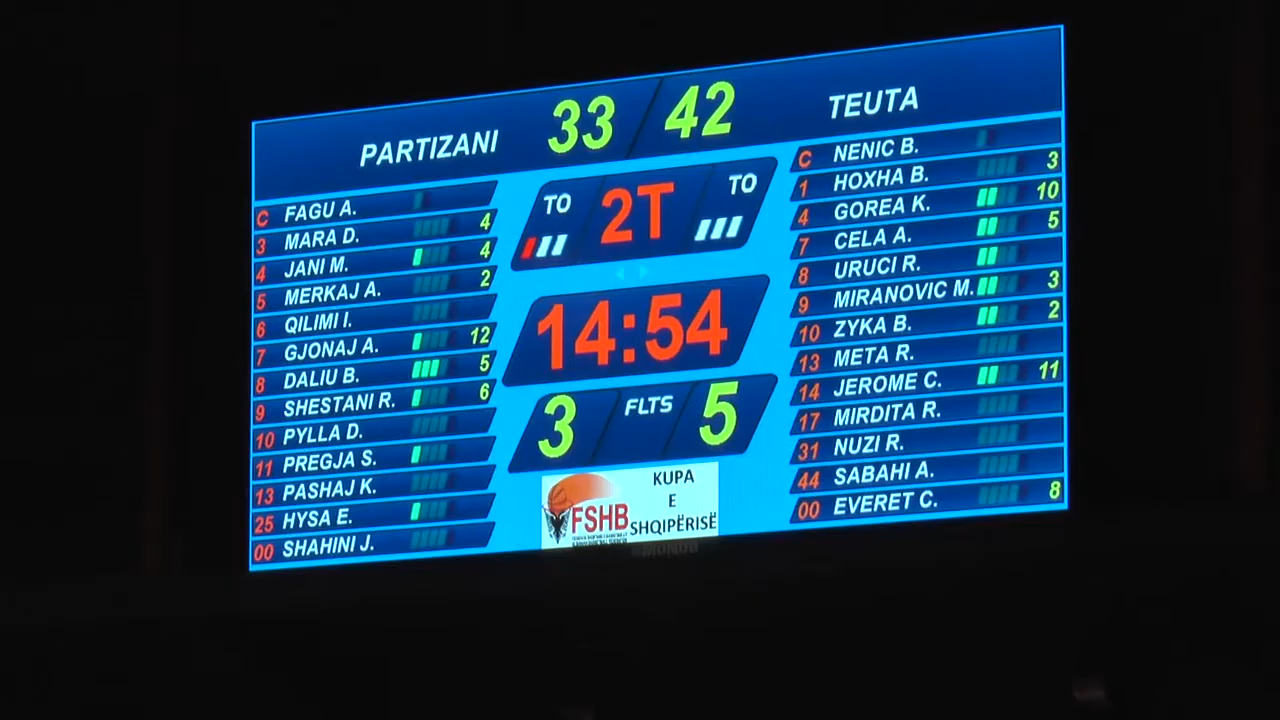 PARTIZANI 33 42 TEUTA
C FAGU A.
3 MARA D. 4
4 JANI M. 4
5 MERKAJ A. 2
6 QILIMI I.
7 GJONAJ A. 12
8 DALIU B. 5
9 SHESTANI R. 6
10 PYLLA D.
11 PREGJA S.
13 PASHAJ K.
25 HYSA E.
00 SHAHINI J.
TO 2T TO
14:54
3 FLTS 5
FSHB
KUPA
E
SHQIPËRISË
C NENIC B.
1 HOXHA B. 3
4 GOREA K. 10
7 CELA A. 5
8 URUCI R.
9 MIRANOVIC M. 3
10 ZYKA B. 2
13 META R.
14 JEROME C. 11
17 MIRDITA R.
31 NUZI R.
44 SABAHI A.
00 EVERET C. 8
MONDO